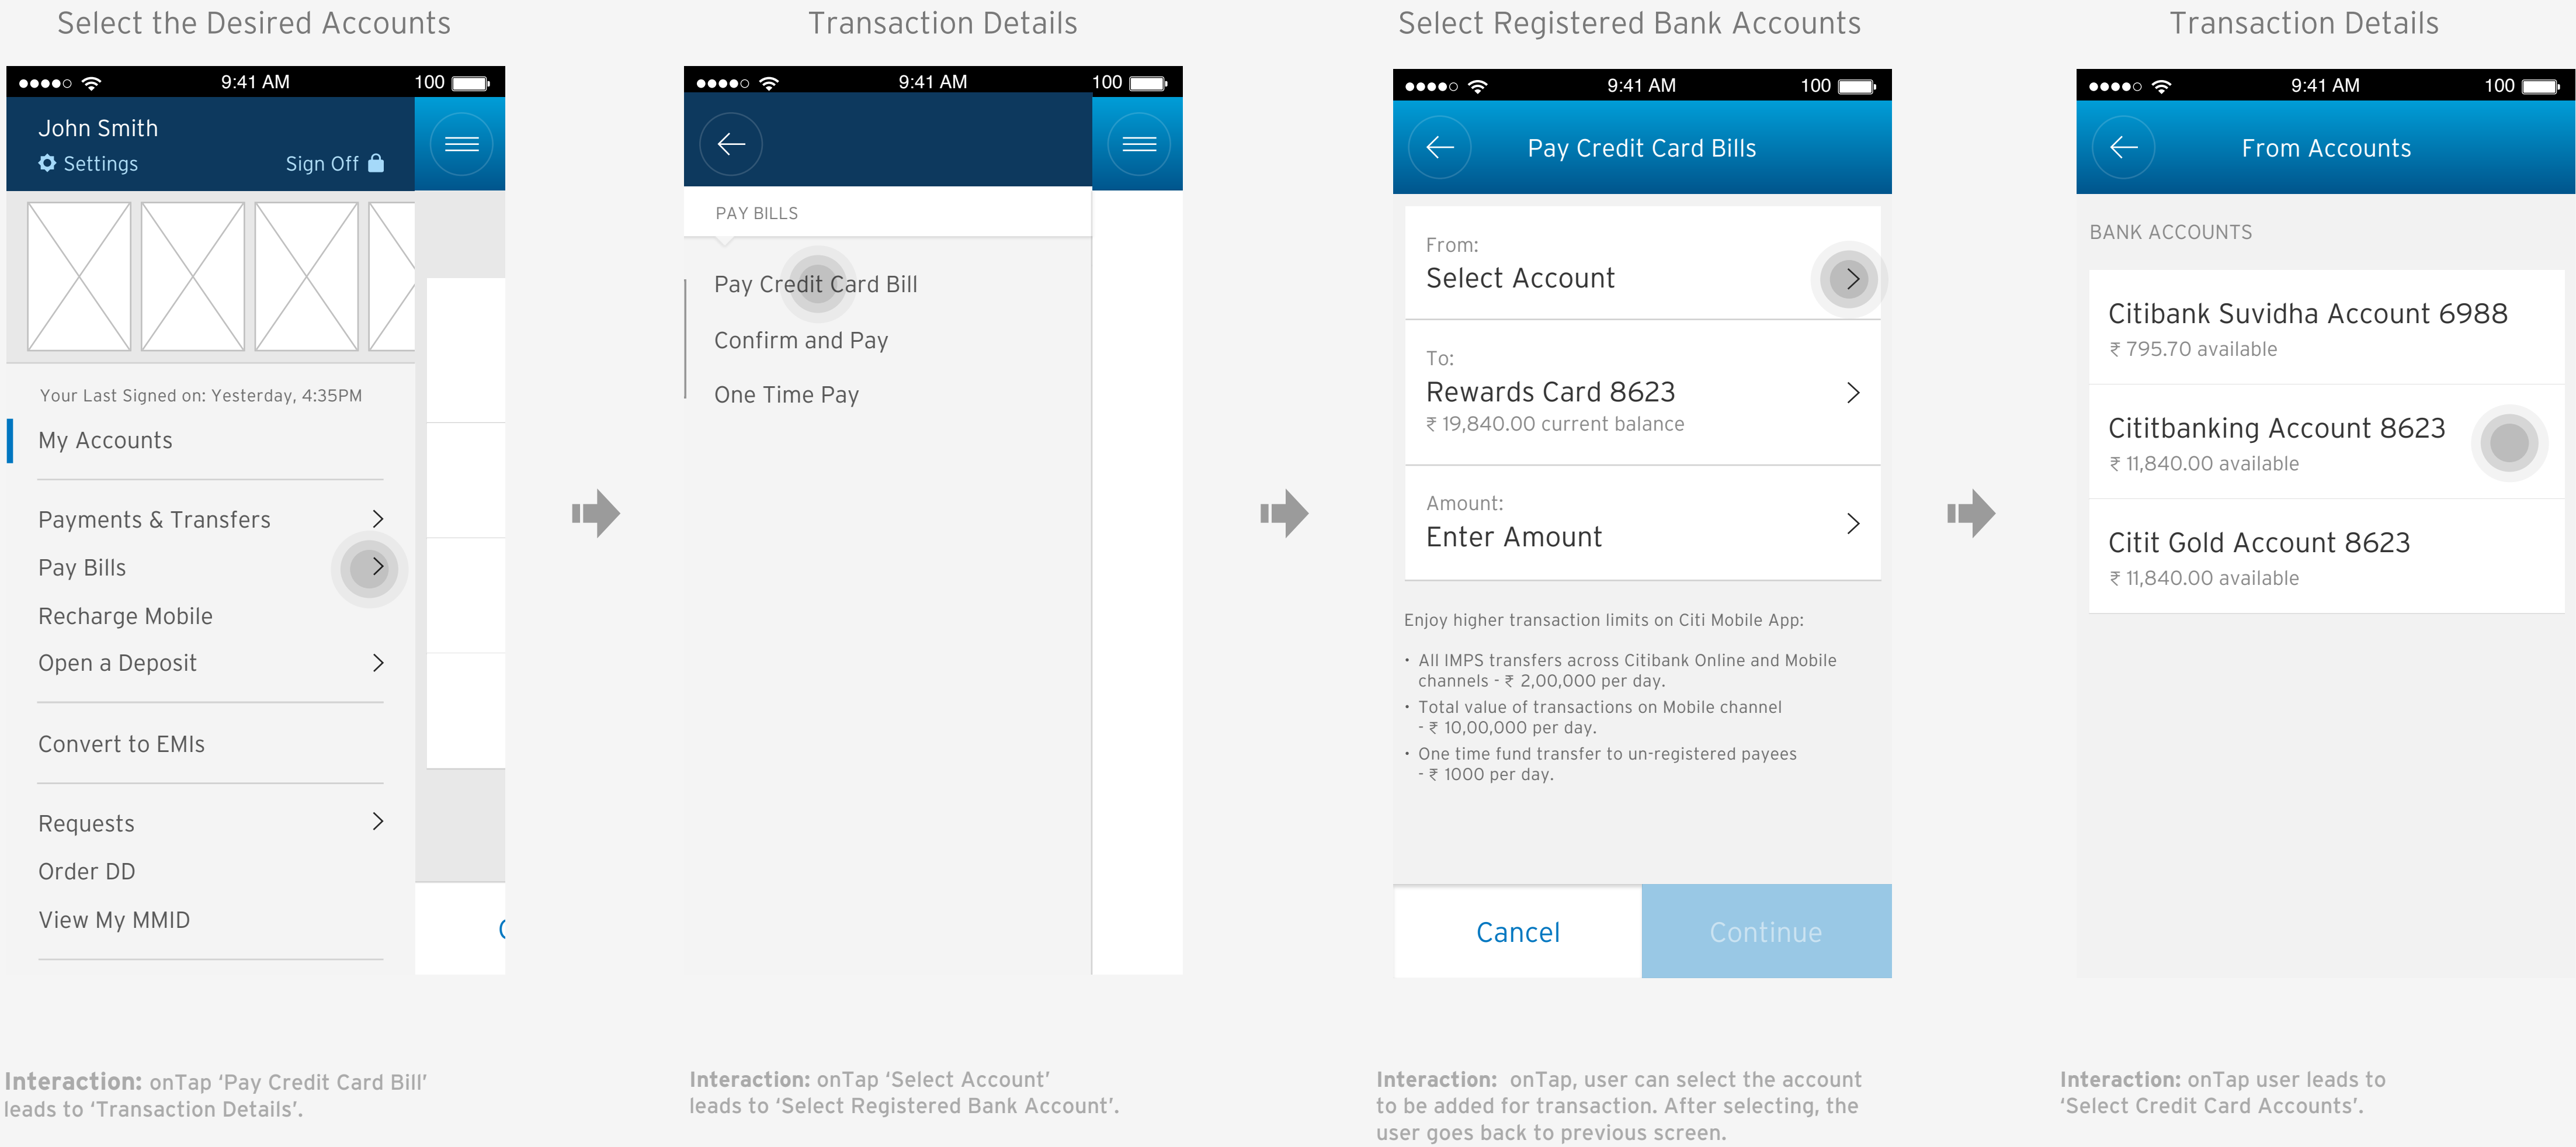 Select the Desired Accounts
9:41 AM
100
John Smith
Settings
Sign Off
Your Last Signed on: Yesterday, 4:35PM
My Accounts
Payments & Transfers
Pay Bills
Recharge Mobile
Open a Deposit
Convert to EMIs
Requests
Order DD
View My MMID
Interaction: onTap ‘Pay Credit Card Bill’
leads to ‘Transaction Details’.
Transaction Details
9:41 AM
100
PAY BILLS
Pay Credit Card Bill
Confirm and Pay
One Time Pay
Interaction: onTap ‘Select Account’
leads to ‘Select Registered Bank Account’.
Select Registered Bank Accounts
9:41 AM
100
Pay Credit Card Bills
From:
Select Account
To:
Rewards Card 8623
₹ 19,840.00 current balance
Amount:
Enter Amount
Enjoy higher transaction limits on Citi Mobile App:
• All IMPS transfers across Citibank Online and Mobile
channels - ₹ 2,00,000 per day.
• Total value of transactions on Mobile channel
- ₹ 10,00,000 per day.
• One time fund transfer to un-registered payees
- ₹ 1000 per day.
Cancel
Continue
Interaction: onTap, user can select the account
to be added for transaction. After selecting, the
user goes back to previous screen.
Transaction Details
9:41 AM
100
From Accounts
BANK ACCOUNTS
Citibank Suvidha Account 6988
₹ 795.70 available
Cititbanking Account 8623
₹ 11,840.00 available
Citit Gold Account 8623
₹ 11,840.00 available
Interaction: onTap user leads to
‘Select Credit Card Accounts’.